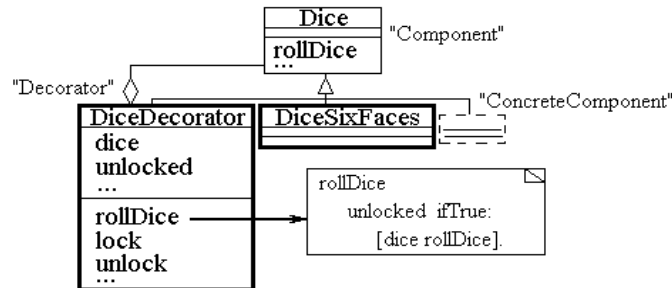 Dice
rollDice
...
"Component"
"Decorator"
"ConcreteComponent"
DiceDecorator
dice
unlocked
...
rollDice
lock
unlock
...
DiceSixFaces
rollDice
unlocked ifTrue:
[dice rollDice].